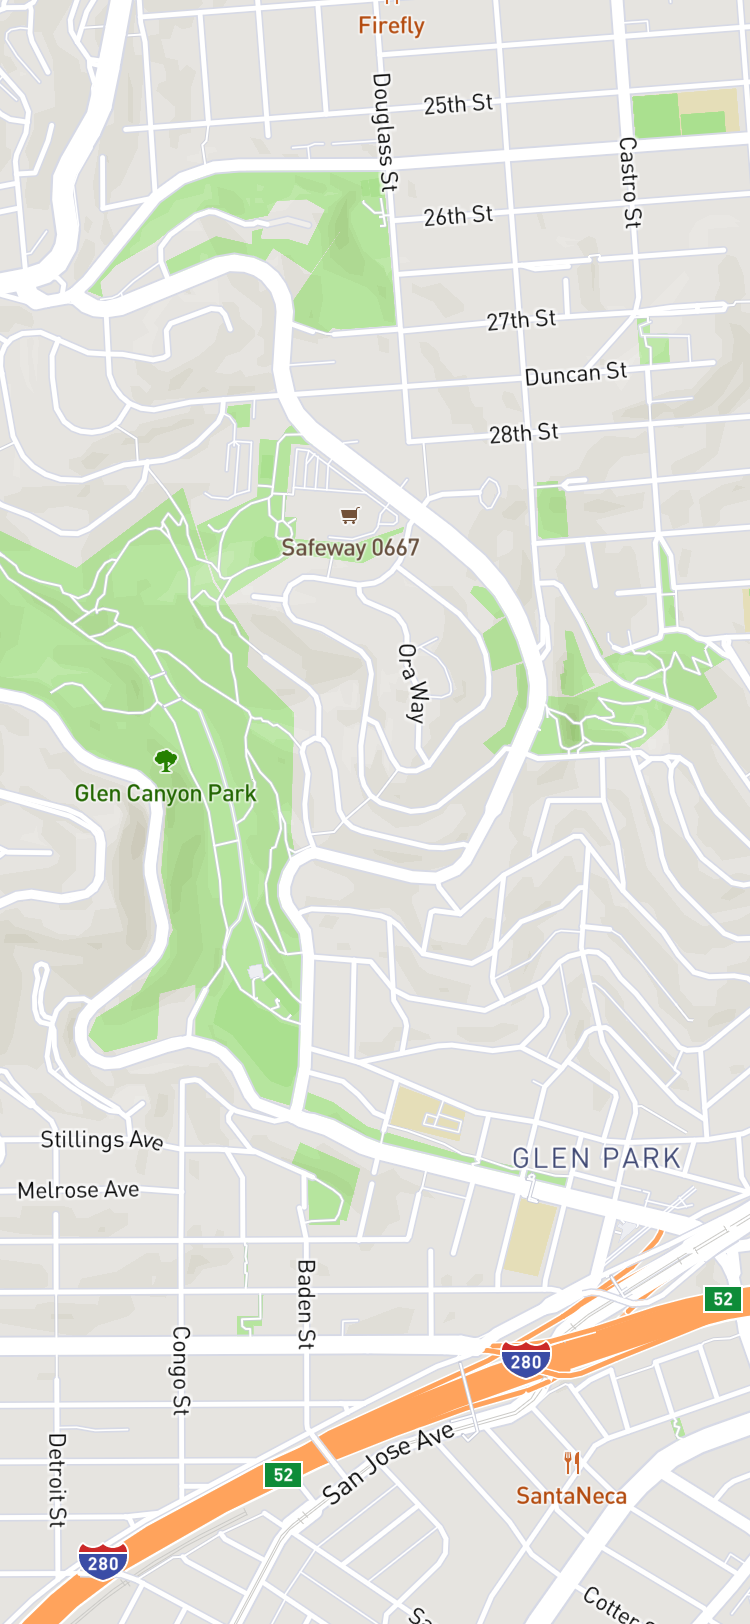 Firefly
Douglass St
25th St
Castro St
26th St
27th St
Duncan St
28th St
Safeway 0667
Ora Way
Glen Canyon Park
Stillings Ave
GLEN PARK
Melrose Ave
Baden St
52
Congo St
280
Detroit St
San Jose Ave
52
SantaNeca
280
Cotter